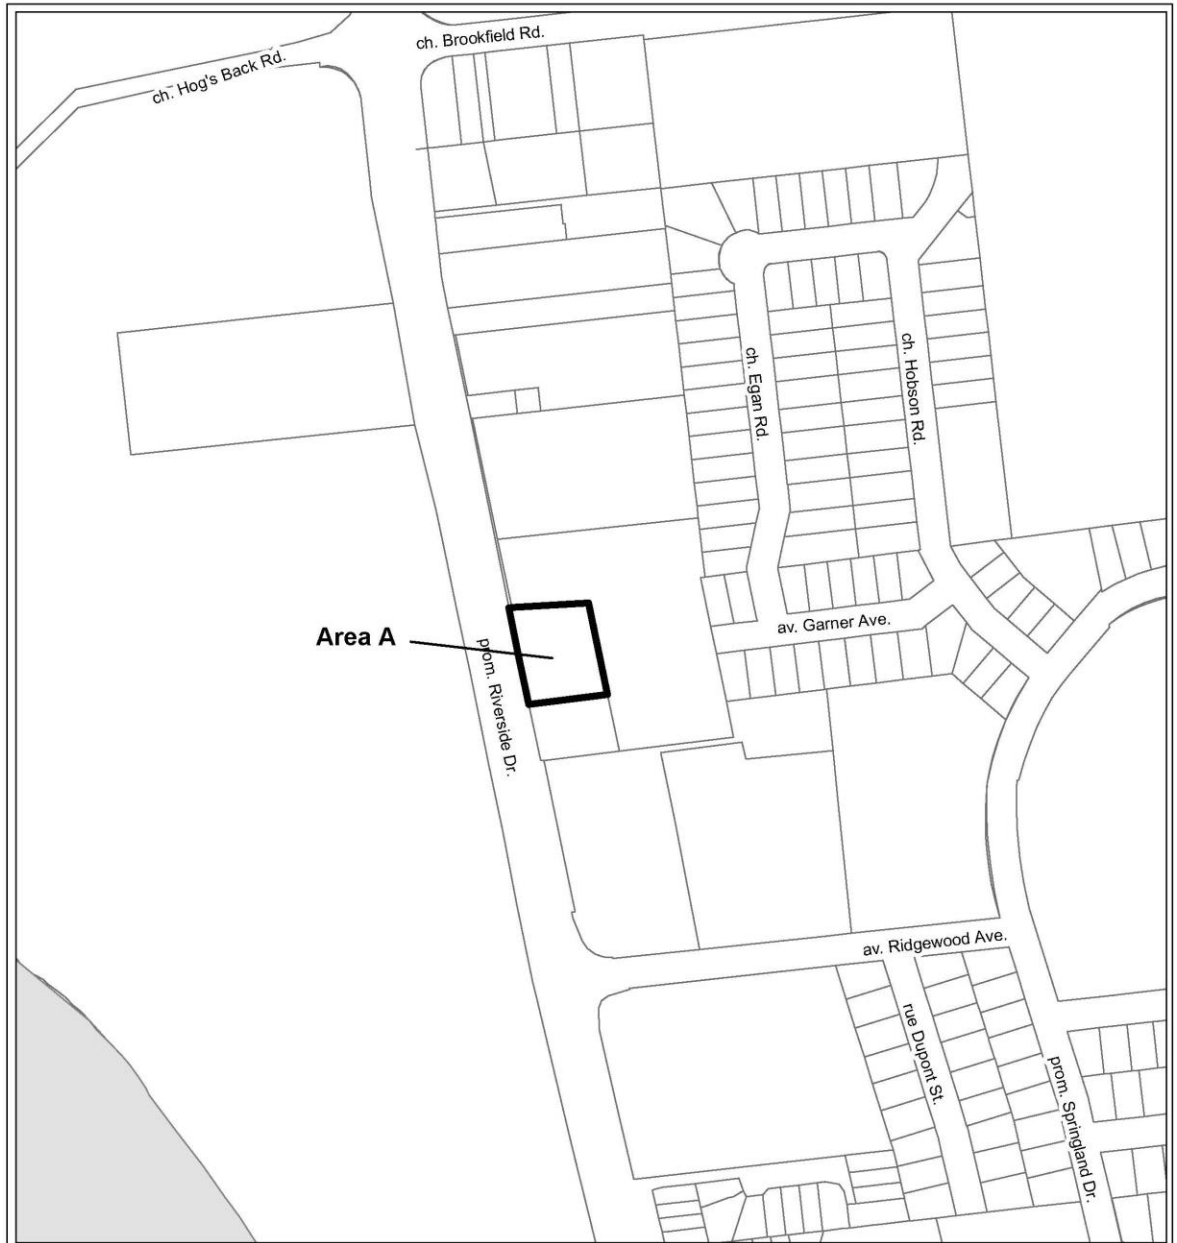 ch. Brookfield Rd.
ch. Hog's Back Rd.
ch. Egan Rd.
ch. Hobson Rd.
av. Garner Ave.
Area A
prom. Riverside Dr.
av. Ridgewood Ave.
rue Dupont St.
prom. Springland Dr.